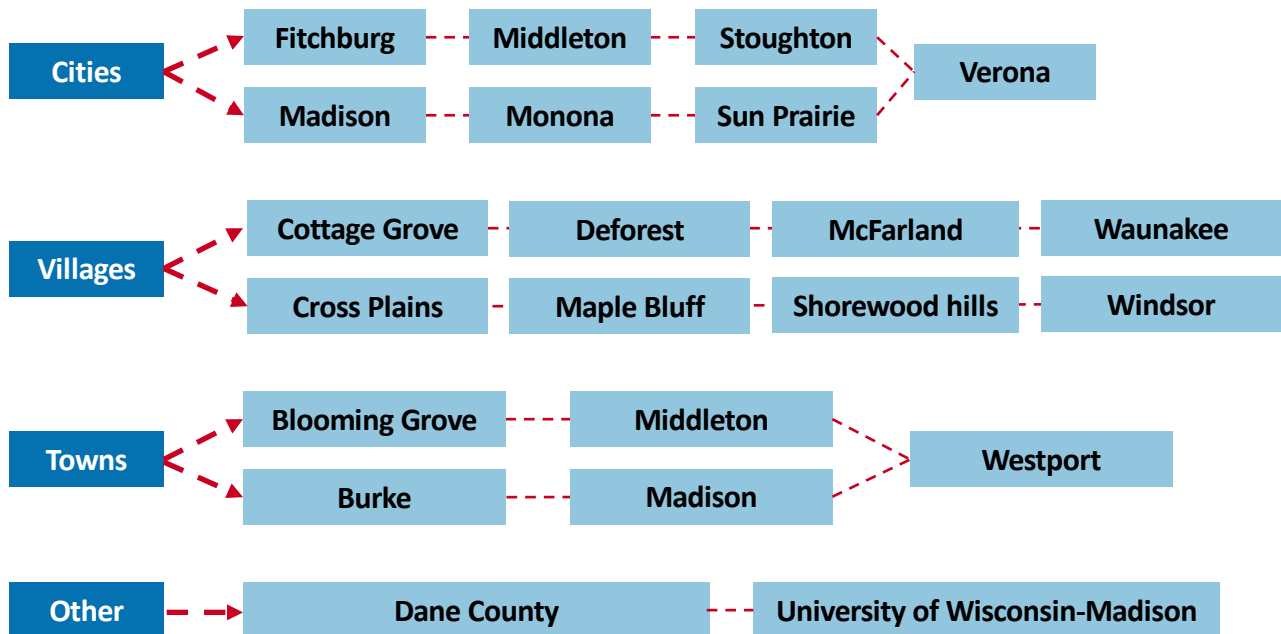 Cities
Fitchburg
Middleton
Stoughton
Verona
Madison
Monona
Sun Prairie
Villages
Cottage Grove
Deforest
McFarland
Waunakee
Cross Plains
Maple Bluff
Shorewood hills
Windsor
Towns
Blooming Grove
Middleton
Westport
Burke
Madison
Other
Dane County
University of Wisconsin-Madison